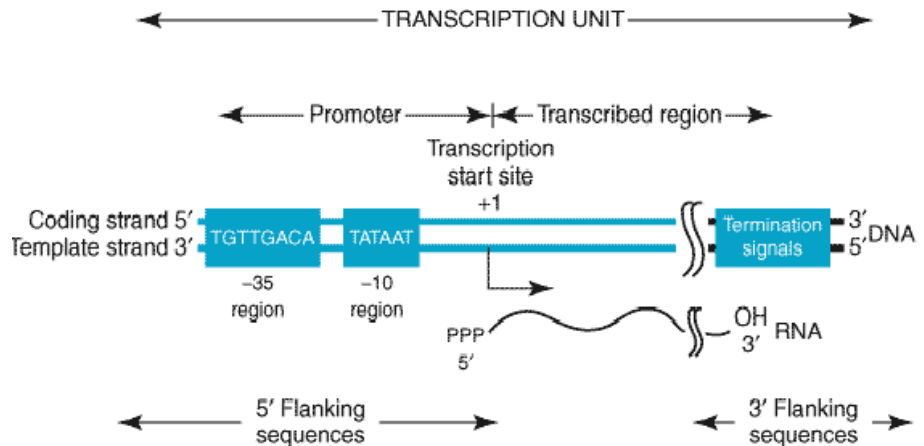 TRANSCRIPTION UNIT
Promoter
Transcribed region
Transcription
start site
+1
Coding strand 5′
Template strand 3′
TGTTGACA
TATAAT
Termination
signals
3′
5′
DNA
−35
region
−10
region
PPP
5′
OH
3′
RNA
5′ Flanking
sequences
3′ Flanking
sequences